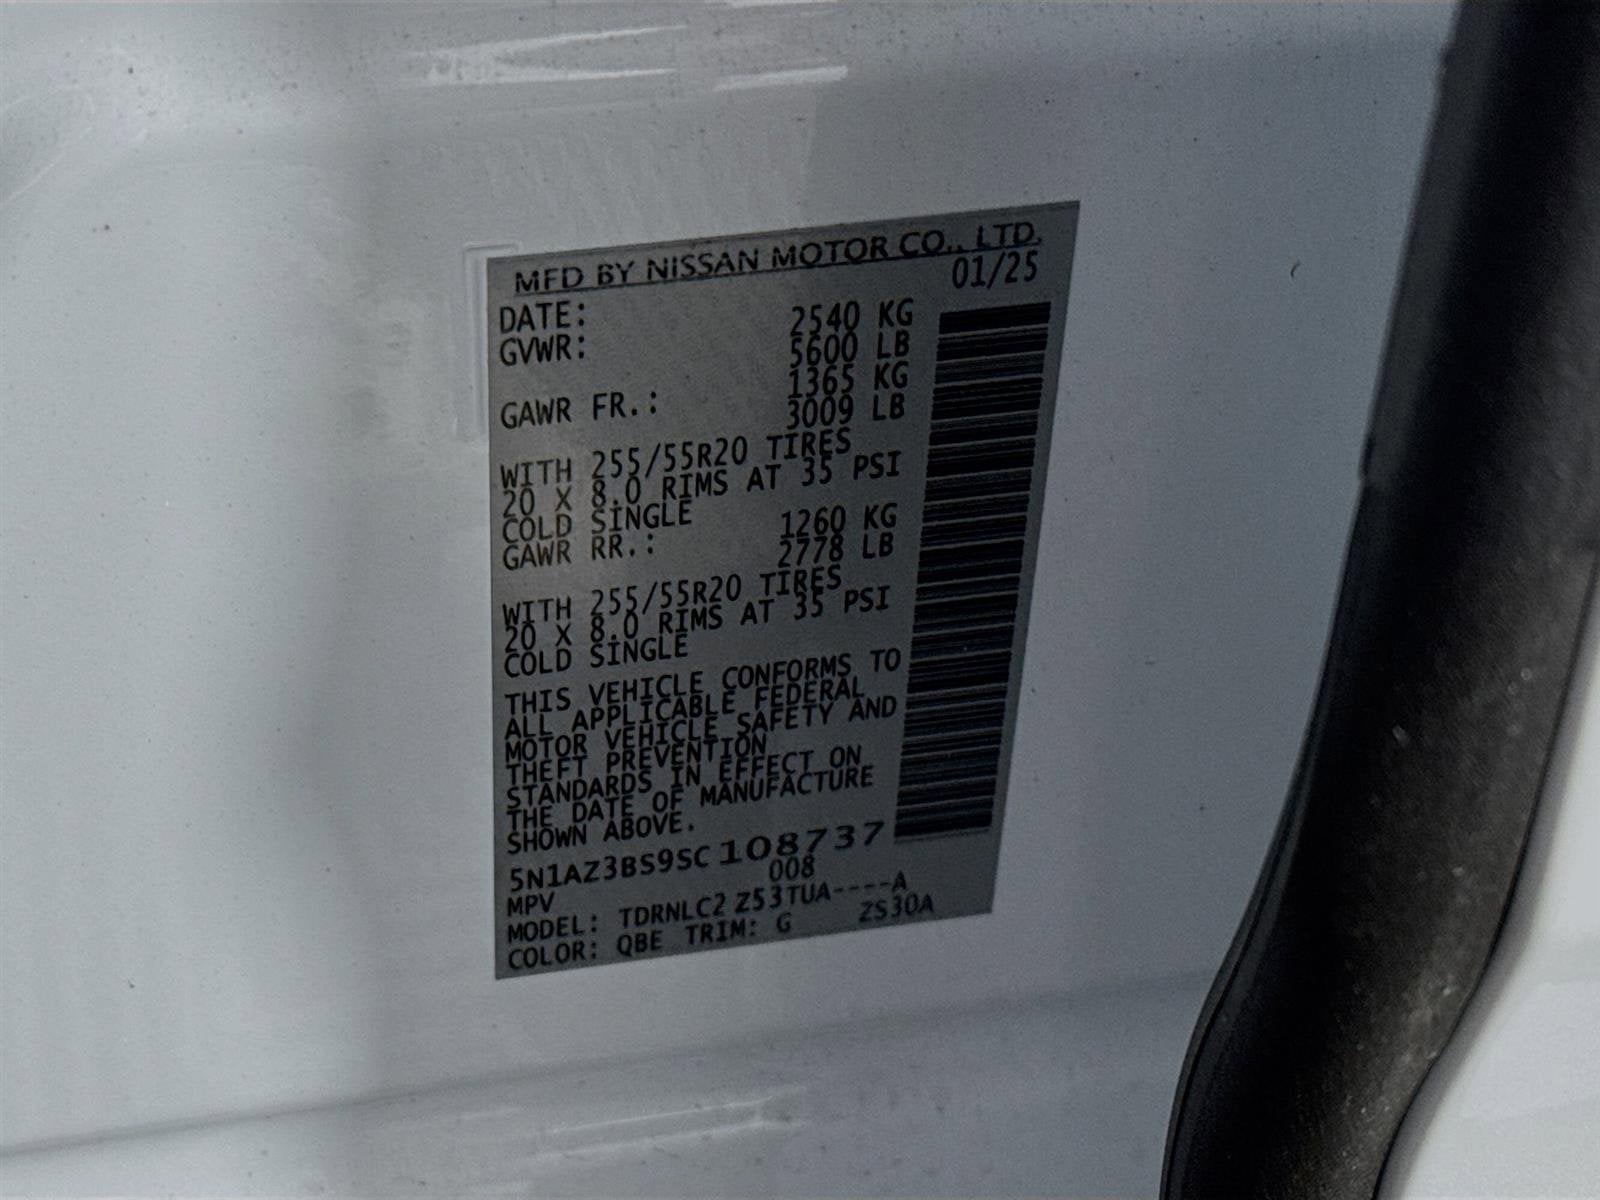 MFD BY NISSAN MOTOR CO., LTD.
DATE: 01/25
GVWR: 2540 KG
5600 LB
GAWR FR.: 1365 KG
3009 LB
WITH 255/55R20 TIRES
20 X 8.0 RIMS AT 35 PSI
COLD SINGLE
GAWR RR.: 1260 KG
2778 LB
WITH 255/55R20 TIRES
20 X 8.0 RIMS AT 35 PSI
COLD SINGLE
THIS VEHICLE CONFORMS TO
ALL APPLICABLE FEDERAL
MOTOR VEHICLE SAFETY AND
THEFT PREVENTION
STANDARDS IN EFFECT ON
THE DATE OF MANUFACTURE
SHOWN ABOVE.
5N1AZ3BS9SC108737
MPV 008
MODEL: TDRNLC2 Z53TUA----A
COLOR: QBE TRIM: G ZS30A